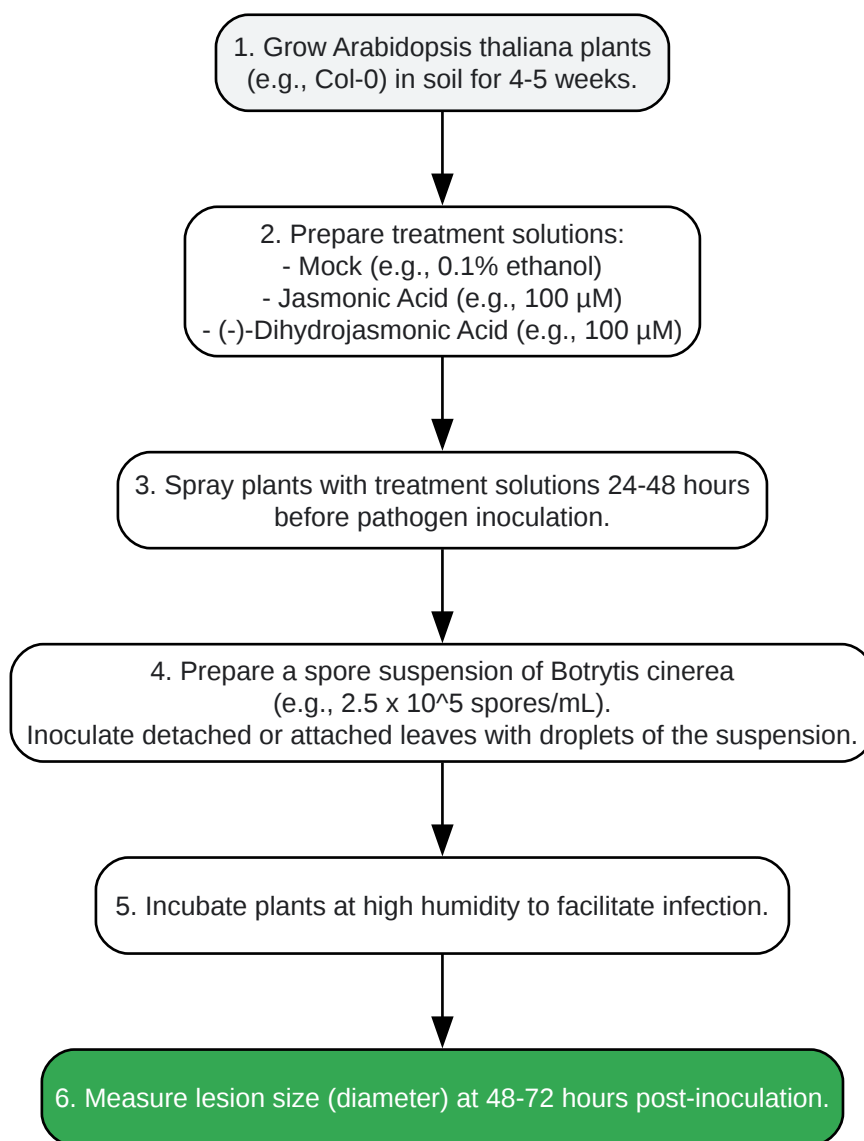 1. Grow Arabidopsis thaliana plants
(e.g., Col-0) in soil for 4-5 weeks.
2. Prepare treatment solutions:
- Mock (e.g., 0.1% ethanol)
- Jasmonic Acid (e.g., 100 µM)
- (-)-Dihydrojasmonic Acid (e.g., 100 µM)
3. Spray plants with treatment solutions 24-48 hours
before pathogen inoculation.
4. Prepare a spore suspension of Botrytis cinerea
(e.g., 2.5 x 10^5 spores/mL).
Inoculate detached or attached leaves with droplets of the suspension.
5. Incubate plants at high humidity to facilitate infection.
6. Measure lesion size (diameter) at 48-72 hours post-inoculation.